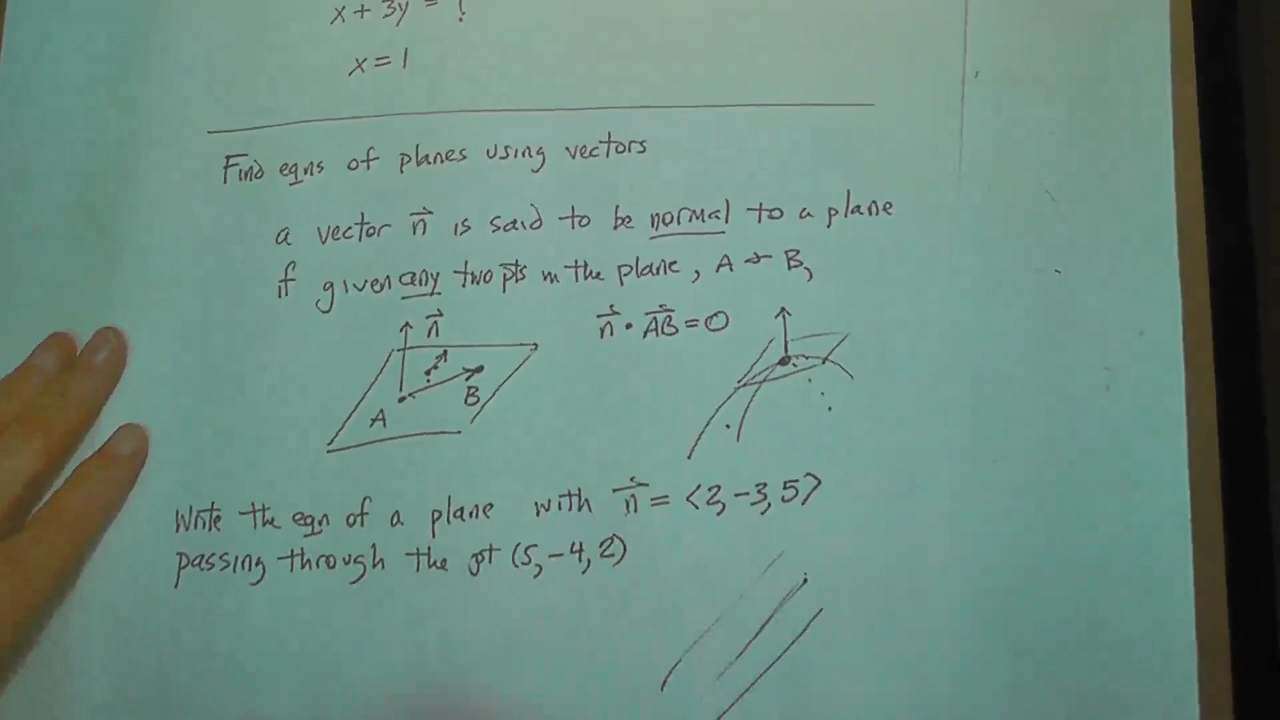 x + 3y = !
x = 1
Find eqns of planes using vectors
a vector n⃗ is said to be normal to a plane
if given any two pts in the plane, A & B,
n⃗
n⃗ · AB⃗ = 0
A
B
Write the eqn of a plane with n⃗ = ⟨2, -3, 5⟩
passing through the pt (5, -4, 2)